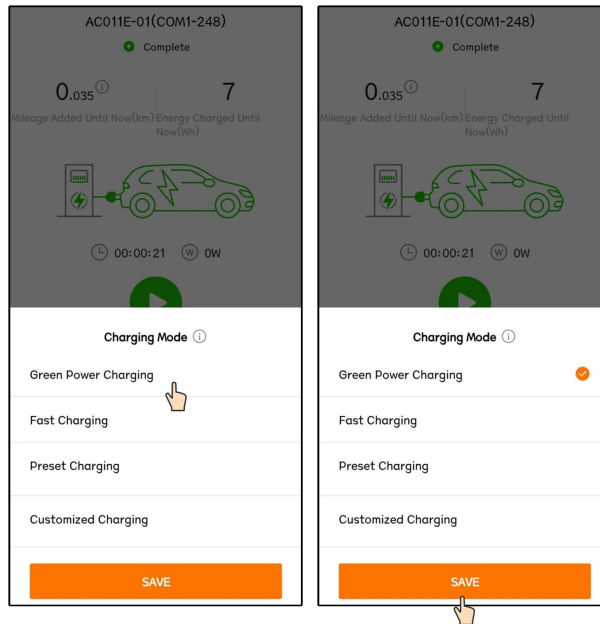 AC011E-01(COM1-248)
Complete
0.035
7
Mileage Added Until Now(km)
Energy Charged Until
Now(Wh)
00:00:21
W
0W
Charging Mode
Green Power Charging
Fast Charging
Preset Charging
Customized Charging
SAVE
AC011E-01(COM1-248)
Complete
0.035
7
Mileage Added Until Now(km)
Energy Charged Until
Now(Wh)
00:00:21
W
0W
Charging Mode
Green Power Charging
Fast Charging
Preset Charging
Customized Charging
SAVE